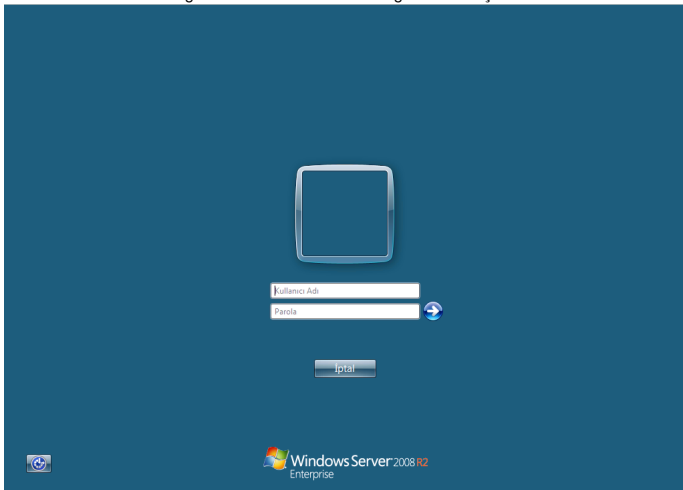 Kullanıcı Adı
Parola
İptal
Windows Server 2008 R2
Enterprise